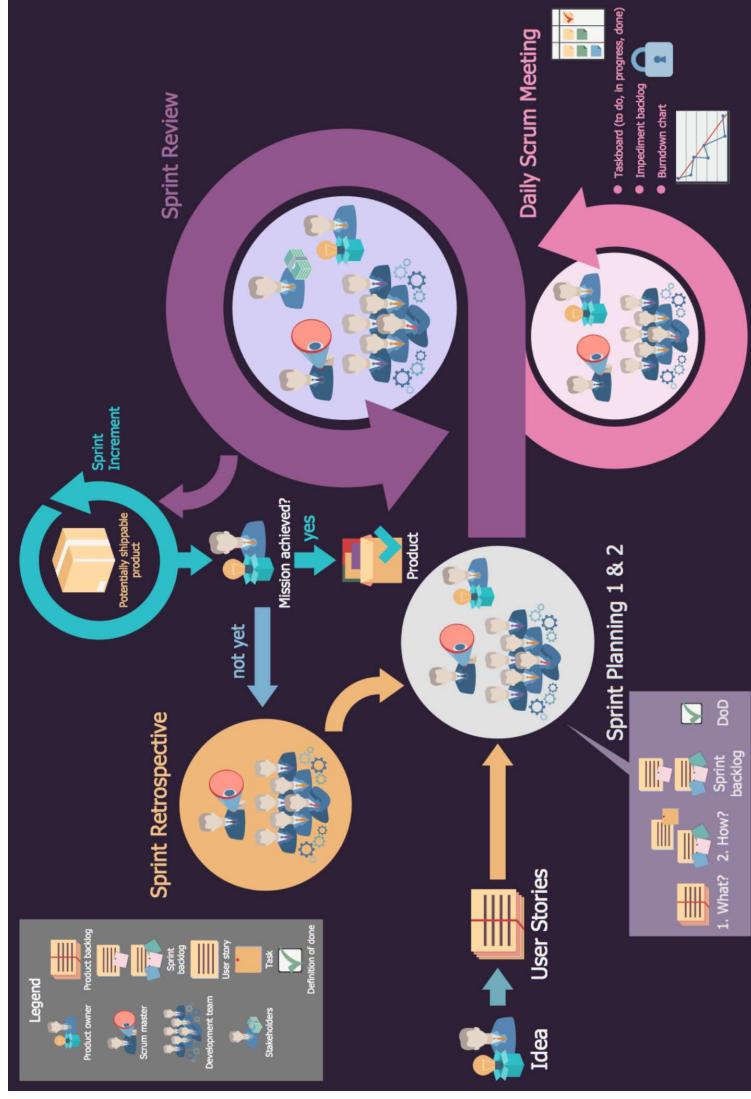 Legend
Product owner
Scrum master
Development team
Stakeholders
Product backlog
Sprint
backlog
User story
Task
Definition of done
Idea
User Stories
Sprint Planning 1 & 2
1. What?
2. How?
Sprint
backlog
DoD
Sprint Retrospective
not yet
Mission achieved?
yes
Product
Potentially shippable
product
Sprint
Increment
Sprint Review
Daily Scrum Meeting
Taskboard (to do, in progress, done)
Impediment backlog
Burndown chart